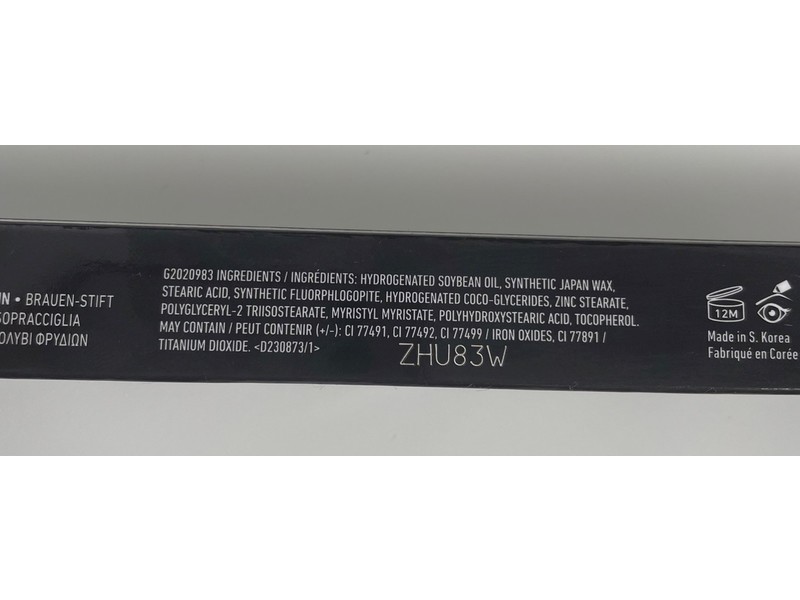 IN • BRAUEN-STIFT
SOPRACCIGLIA
ΟΛΥΒΙ ΦΡΥΔΙΩΝ
G2020983 INGREDIENTS / INGRÉDIENTS: HYDROGENATED SOYBEAN OIL, SYNTHETIC JAPAN WAX,
STEARIC ACID, SYNTHETIC FLUORPHLOGOPITE, HYDROGENATED COCO-GLYCERIDES, ZINC STEARATE,
POLYGLYCERYL-2 TRIISOSTEARATE, MYRISTYL MYRISTATE, POLYHYDROXYSTEARIC ACID, TOCOPHEROL.
MAY CONTAIN / PEUT CONTENIR (+/-): CI 77491, CI 77492, CI 77499 / IRON OXIDES, CI 77891 /
TITANIUM DIOXIDE. <D230873/1>
ZHU83W
12M
Made in S. Korea
Fabriqué en Corée